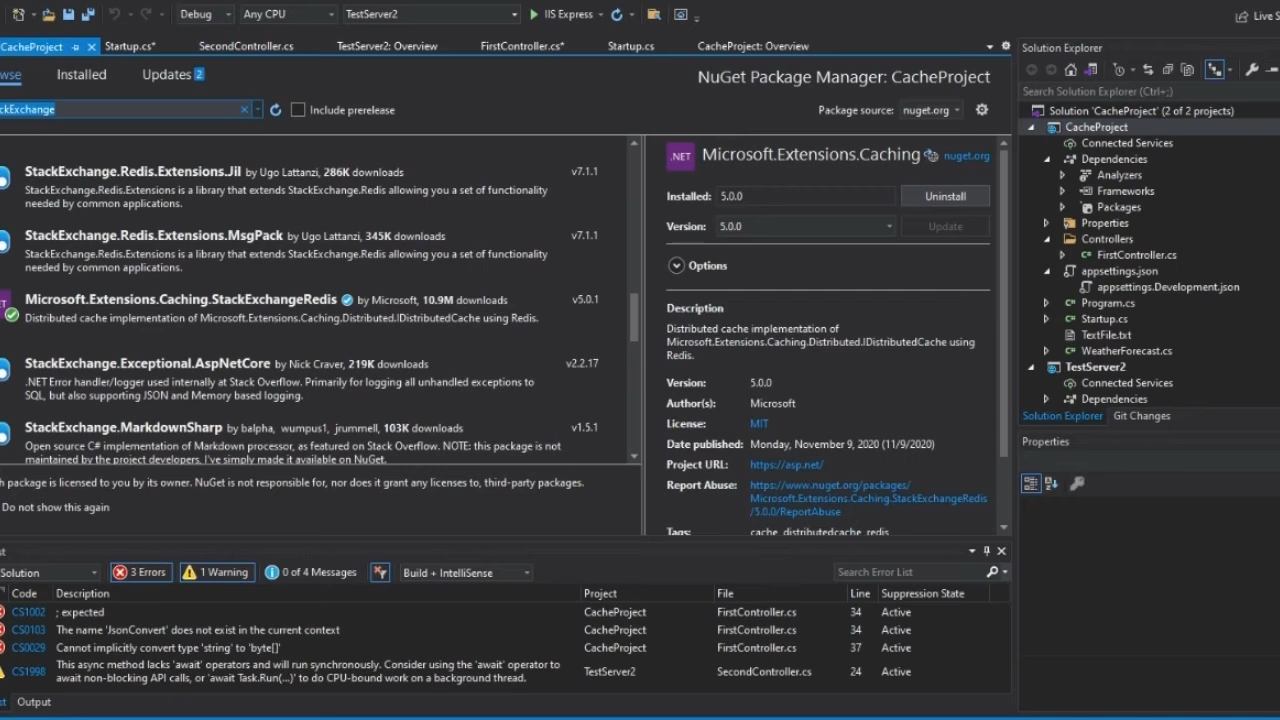 Debug
Any CPU
TestServer2
IIS Express
Live S
CacheProject
Startup.cs*
SecondController.cs
TestServer2: Overview
FirstController.cs*
Startup.cs
CacheProject: Overview
wse
Installed
Updates 2
NuGet Package Manager: CacheProject
ckExchange
Include prerelease
Package source: nuget.org
StackExchange.Redis.Extensions.Jil by Ugo Lattanzi, 286K downloads v7.1.1
StackExchange.Redis.Extensions is a library that extends StackExchange.Redis allowing you a set of functionality
needed by common applications.
StackExchange.Redis.Extensions.MsgPack by Ugo Lattanzi, 345K downloads v7.1.1
StackExchange.Redis.Extensions is a library that extends StackExchange.Redis allowing you a set of functionality
needed by common applications.
Microsoft.Extensions.Caching.StackExchangeRedis by Microsoft, 10.9M downloads v5.0.1
Distributed cache implementation of Microsoft.Extensions.Caching.Distributed.IDistributedCache using Redis.
StackExchange.Exceptional.AspNetCore by Nick Craver, 219K downloads v2.2.17
.NET Error handler/logger used internally at Stack Overflow. Primarily for logging all unhandled exceptions to
SQL, but also supporting JSON and Memory based logging.
StackExchange.MarkdownSharp by balpha, wumpus1, jrummell, 103K downloads v1.5.1
Open source C# implementation of Markdown processor, as featured on Stack Overflow. NOTE: this package is not
maintained by the project developers, I've simply made it available on NuGet.
h package is licensed to you by its owner. NuGet is not responsible for, nor does it grant any licenses to, third-party packages.
Do not show this again
.NET
Microsoft.Extensions.Caching
nuget.org
Installed: 5.0.0
Uninstall
Version: 5.0.0
Update
Options
Description
Distributed cache implementation of
Microsoft.Extensions.Caching.Distributed.IDistributedCache using
Redis.
Version: 5.0.0
Author(s): Microsoft
License: MIT
Date published: Monday, November 9, 2020 (11/9/2020)
Project URL: https://asp.net/
Report Abuse: https://www.nuget.org/packages/
Microsoft.Extensions.Caching.StackExchangeRedis
/5.0.0/ReportAbuse
Tags: cache distributedcache redis
Solution Explorer
Search Solution Explorer (Ctrl+;)
Solution 'CacheProject' (2 of 2 projects)
CacheProject
Connected Services
Dependencies
Analyzers
Frameworks
Packages
Properties
Controllers
FirstController.cs
appsettings.json
appsettings.Development.json
Program.cs
Startup.cs
TextFile.txt
WeatherForecast.cs
TestServer2
Connected Services
Dependencies
Solution Explorer
Git Changes
Properties
st
Solution
3 Errors
1 Warning
0 of 4 Messages
Build + IntelliSense
Search Error List
Code Description Project File Line Suppression State
CS1002 ; expected CacheProject FirstController.cs 34 Active
CS0103 The name 'JsonConvert' does not exist in the current context CacheProject FirstController.cs 34 Active
CS0029 Cannot implicitly convert type 'string' to 'byte[]' CacheProject FirstController.cs 37 Active
CS1998 This async method lacks 'await' operators and will run synchronously. Consider using the 'await' operator to
await non-blocking API calls, or 'await Task.Run(...)' to do CPU-bound work on a background thread. TestServer2 SecondController.cs 24 Active
st
Output